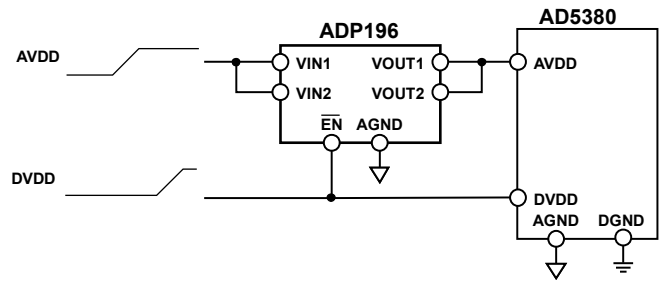 ADP196
AD5380
AVDD
VIN1
VOUT1
AVDD
VIN2
VOUT2
EN
AGND
DVDD
DVDD
AGND
DGND